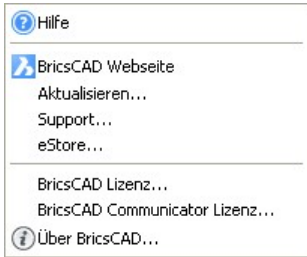 Hilfe
BricsCAD Webseite
Aktualisieren...
Support...
eStore...
BricsCAD Lizenz...
BricsCAD Communicator Lizenz...
Über BricsCAD...